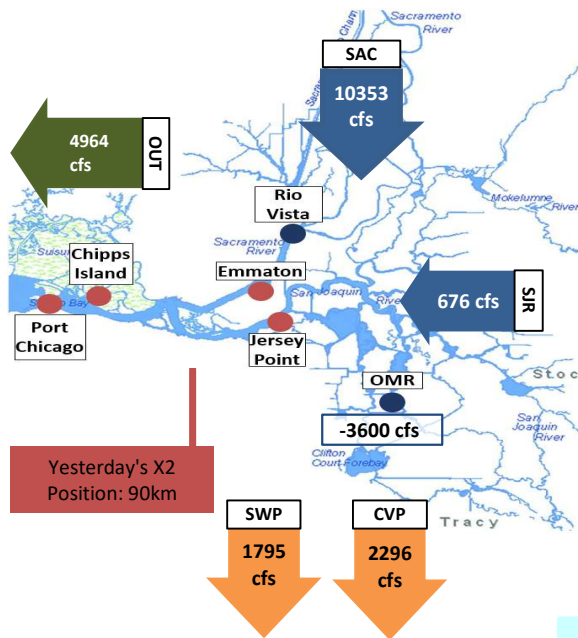 Sacramento
River
SAC
10353
cfs
4964
cfs
OUT
Rio
Vista
Mokelumne
River
Sacramento
River
Chipps
Island
Emmaton
San Joaquin
River
676 cfs
SJR
Port
Chicago
Jersey
Point
OMR
-3600 cfs
Stoc
San
Joaquin
River
Clifton
Court Forebay
Yesterday's X2
Position: 90km
SWP
CVP
Tracy
1795
cfs
2296
cfs